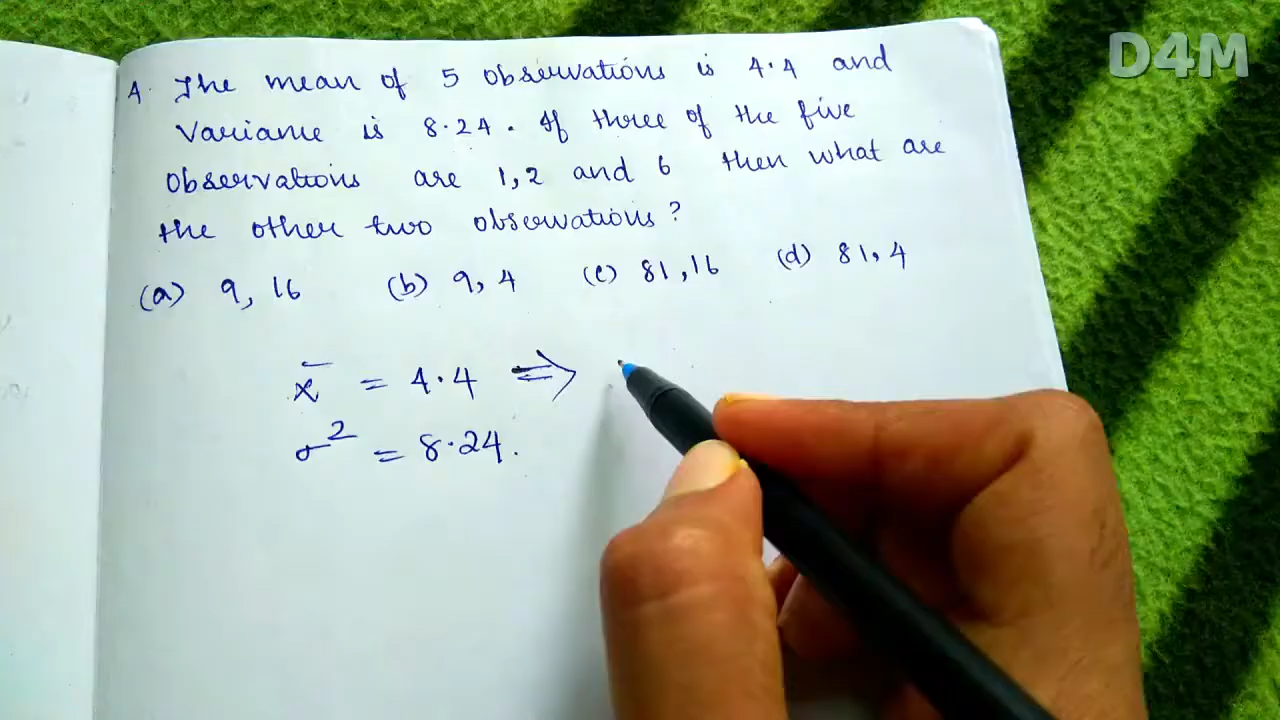 D4M
4. The mean of 5 observations is 4.4 and
Variance is 8.24. If three of the five
observations are 1,2 and 6 then what are
the other two observations?
(a) 9, 16 (b) 9, 4 (c) 81,16 (d) 81,4
x̄ = 4.4 ⇒
σ² = 8.24.